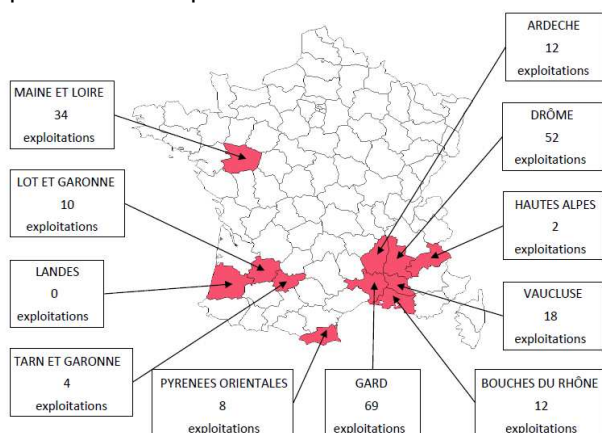 ARDECHE
12
exploitations
MAINE ET LOIRE
34
exploitations
DRÔME
52
exploitations
LOT ET GARONNE
10
exploitations
HAUTES ALPES
2
exploitations
LANDES
0
exploitations
VAUCLUSE
18
exploitations
TARN ET GARONNE
4
exploitations
PYRENEES ORIENTALES
8
exploitations
GARD
69
exploitations
BOUCHES DU RHÔNE
12
exploitations